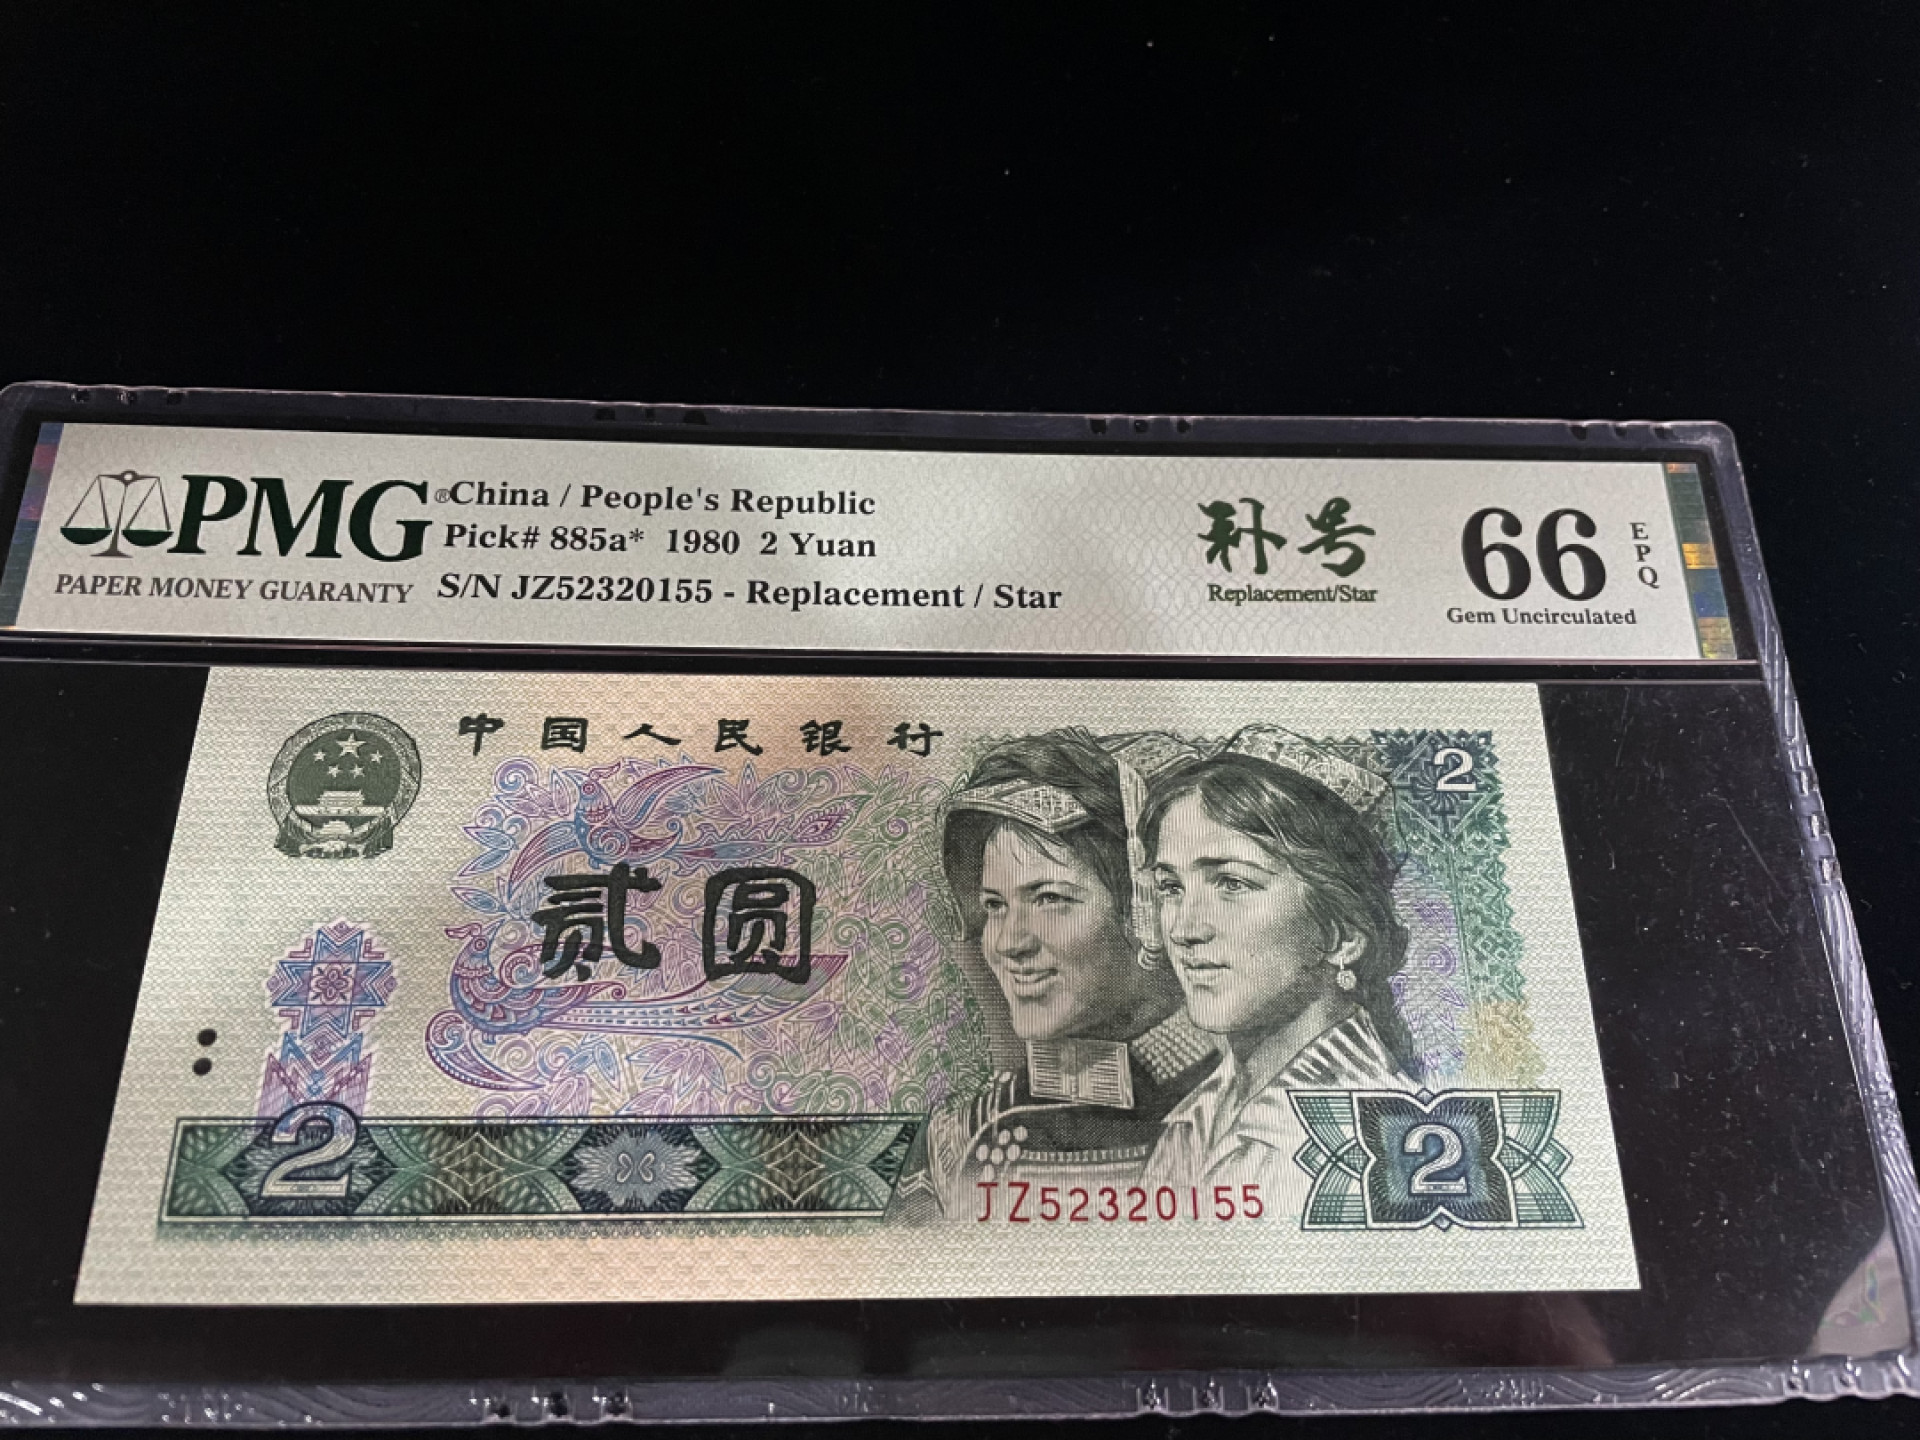 PMG®
PAPER MONEY GUARANTY
China / People's Republic
Pick# 885a* 1980 2 Yuan
S/N JZ52320155 - Replacement / Star
补号
Replacement/Star
66
EPQ
Gem Uncirculated
中国人民银行
2
贰圆
2
JZ52320155
2